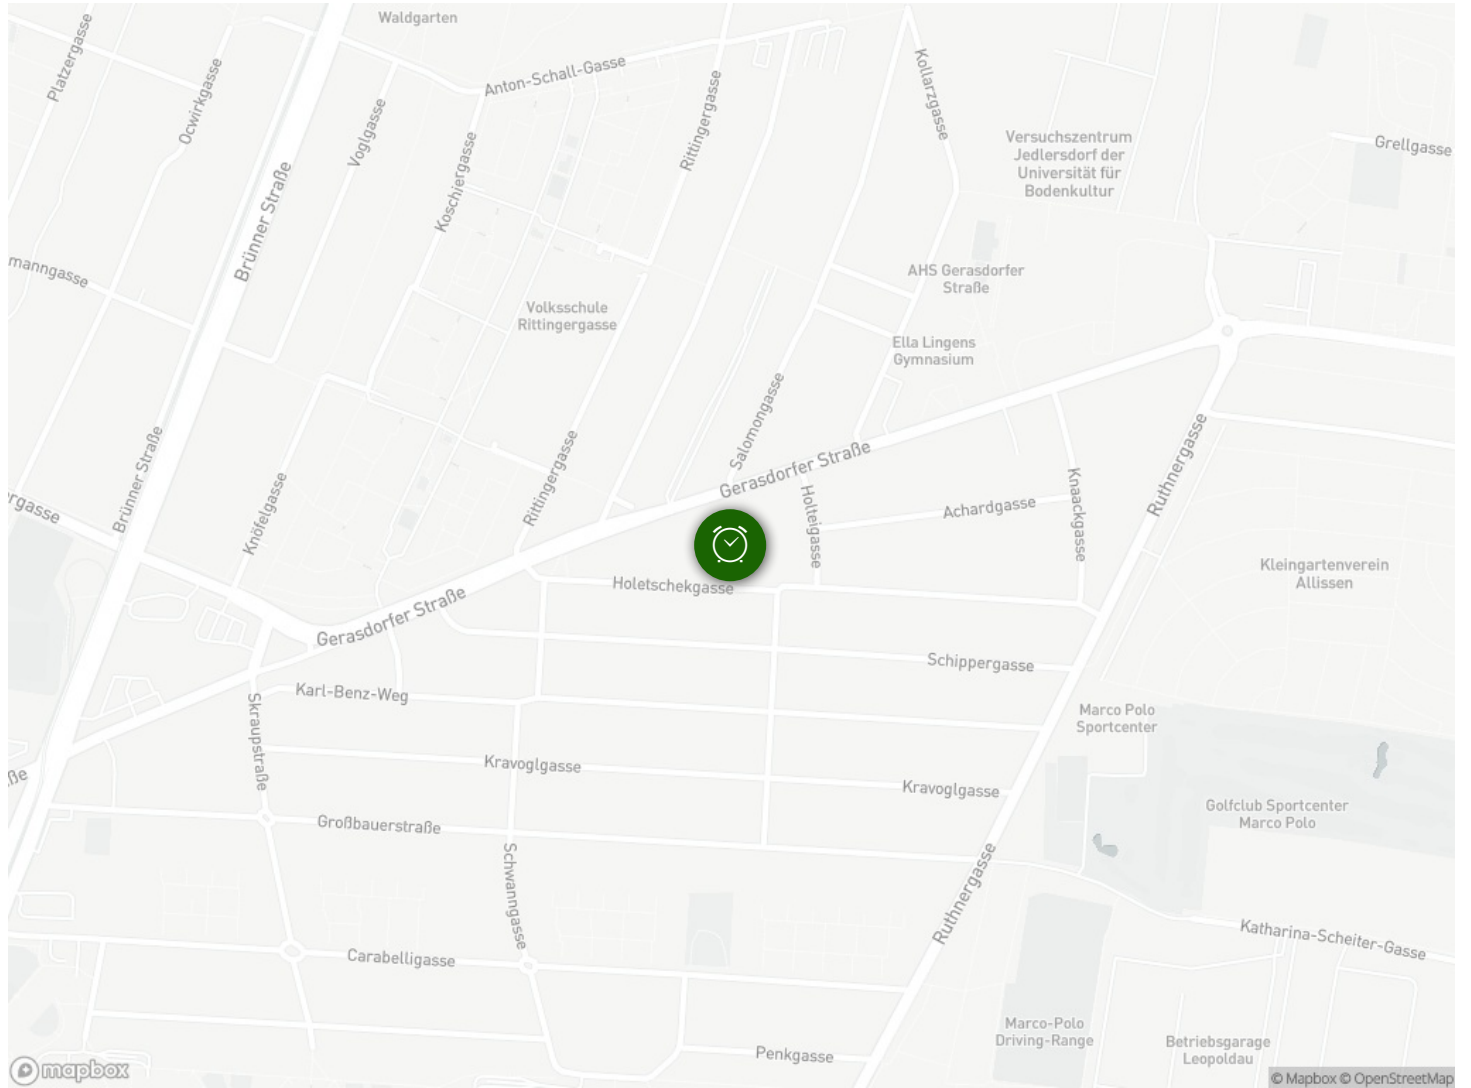 Waldgarten
Platzergasse
Ocwirkgasse
Voglgasse
Anton-Schall-Gasse
Rittingergasse
Kollarzgasse
Koschiergasse
Versuchszentrum
Jedlersdorf der
Universität für
Bodenkultur
Grellgasse
Brünner Straße
manngasse
Volksschule
Rittingergasse
AHS Gerasdorfer
Straße
Ella Lingens
Gymnasium
Salomongasse
Gerasdorfer Straße
Brünner Straße
ergasse
Knöfelgasse
Rittingergasse
Holteigasse
Achardgasse
Knaackgasse
Ruthnergasse
Holetschekgasse
Kleingartenverein
Allissen
Gerasdorfer Straße
Schippergasse
Karl-Benz-Weg
Skraupstraße
Marco Polo
Sportcenter
Kravoglgasse
Kravoglgasse
ße
Golfclub Sportcenter
Marco Polo
Großbauerstraße
Schwanngasse
Ruthnergasse
Katharina-Scheiter-Gasse
Carabelligasse
Marco-Polo
Driving-Range
Betriebsgarage
Leopoldau
Penkgasse
mapbox
© Mapbox © OpenStreetMap